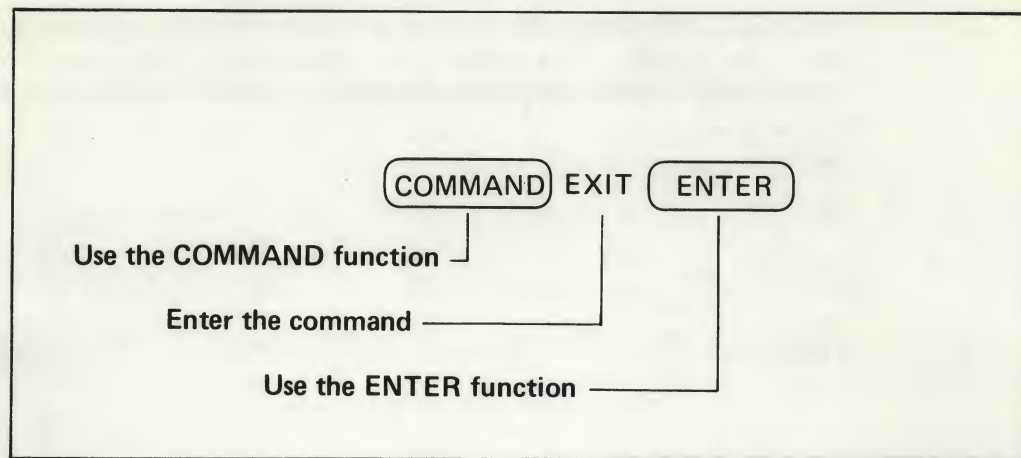 COMMAND EXIT ENTER
Use the COMMAND function
Enter the command
Use the ENTER function